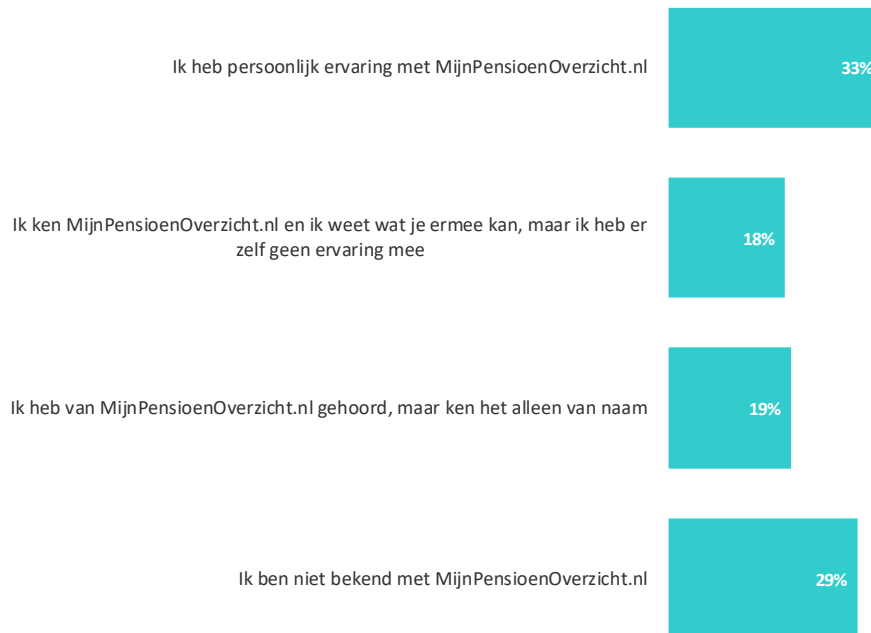 Ik heb persoonlijk ervaring met MijnPensioenOverzicht.nl
33%
Ik ken MijnPensioenOverzicht.nl en ik weet wat je ermee kan, maar ik heb er
zelf geen ervaring mee
18%
Ik heb van MijnPensioenOverzicht.nl gehoord, maar ken het alleen van naam
19%
Ik ben niet bekend met MijnPensioenOverzicht.nl
29%